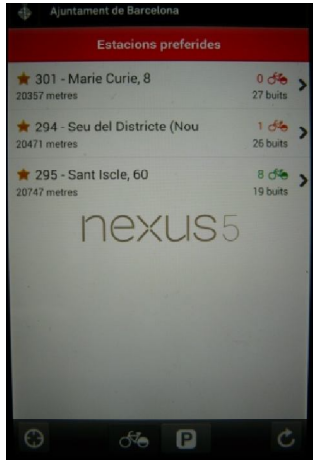 Ajuntament de Barcelona
Estacions preferides
301 - Marie Curie, 8
0
20357 metres
27 buits
294 - Seu del Districte (Nou
1
20471 metres
26 buits
295 - Sant Iscle, 60
8
20747 metres
19 buits
nexus5
P